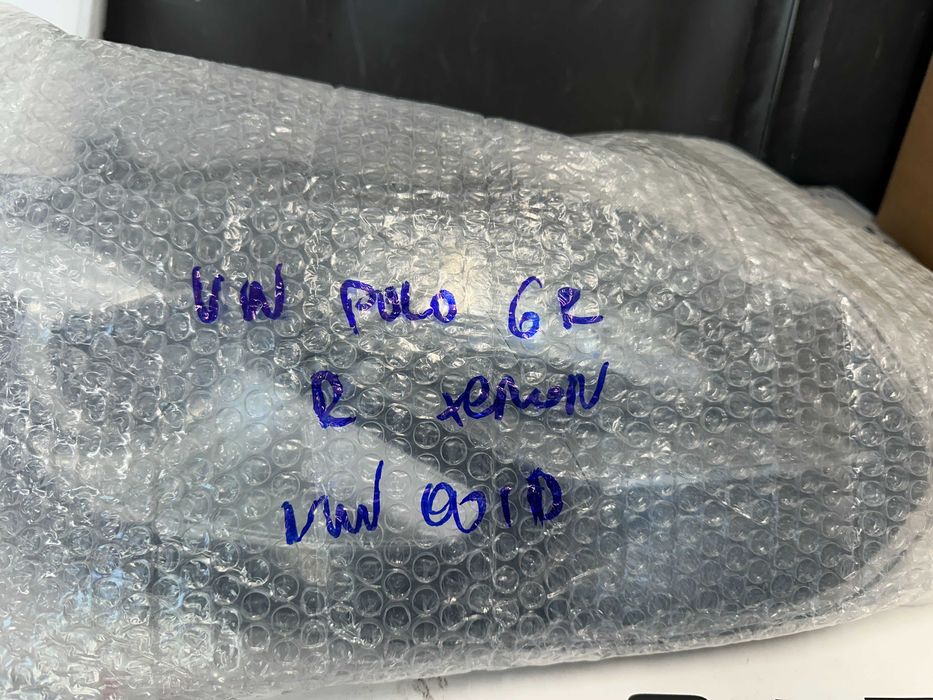 VW POLO 6R
R xenon
VW 001D